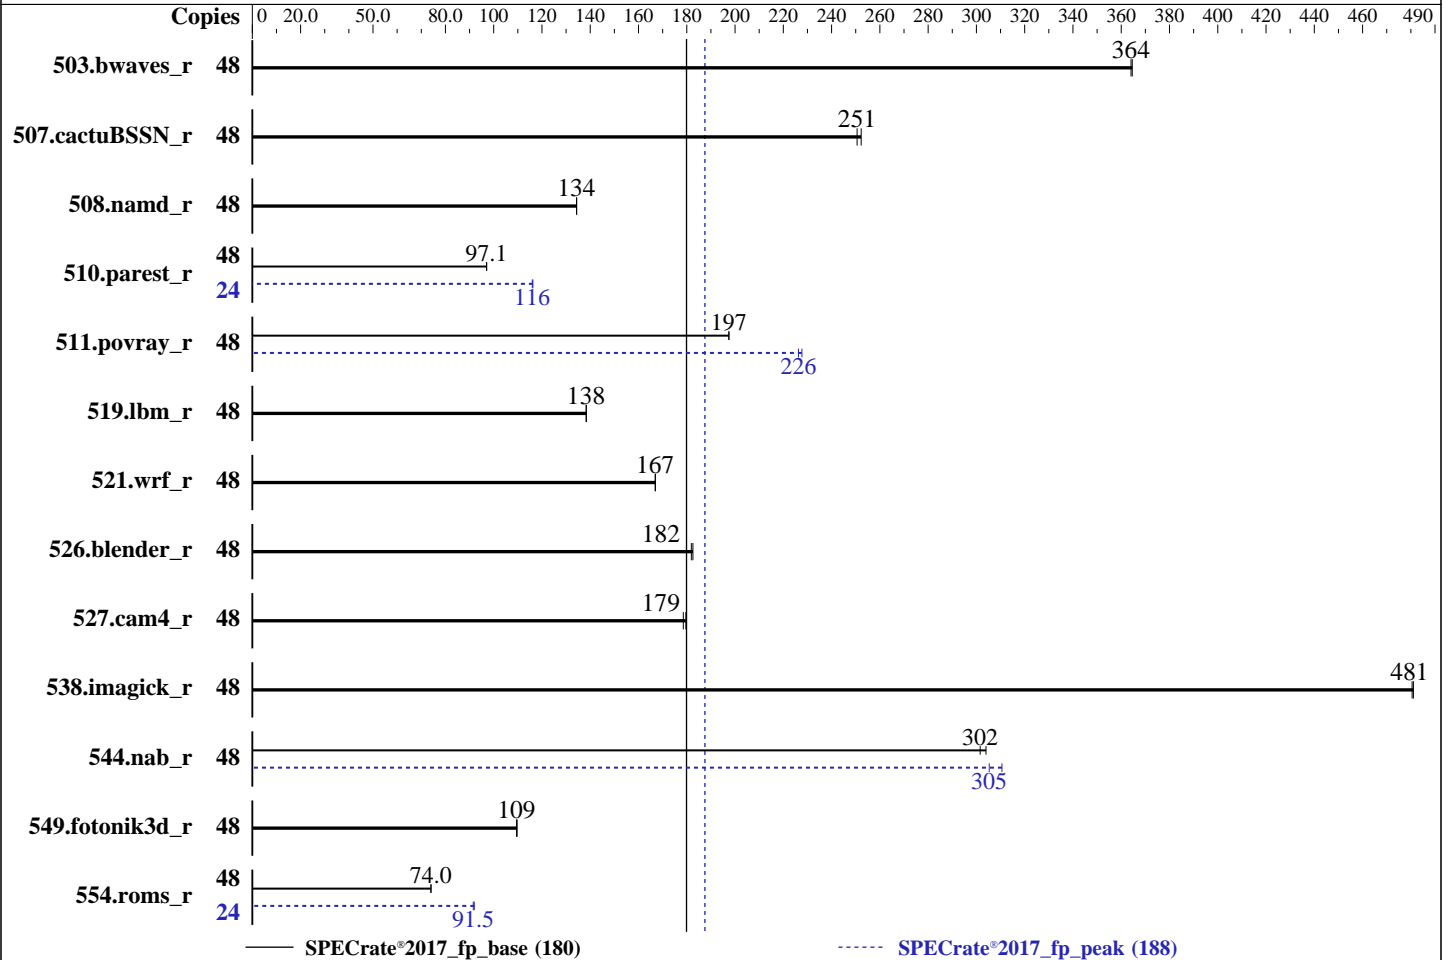 Copies 0 20.0 50.0 80.0 100 120 140 160 180 200 220 240 260 280 300 320 340 360 380 400 420 440 460 490
503.bwaves_r 48 364
507.cactuBSSN_r 48 251
508.namd_r 48 134
48 97.1
510.parest_r
24 116
197
511.povray_r 48
226
519.lbm_r 48 138
521.wrf_r 48 167
526.blender_r 48 182
527.cam4_r 48 179
538.imagick_r 48 481
302
544.nab_r 48
305
549.fotonik3d_r 48 109
48 74.0
554.roms_r
24 91.5
SPECrate®2017_fp_base (180) SPECrate®2017_fp_peak (188)